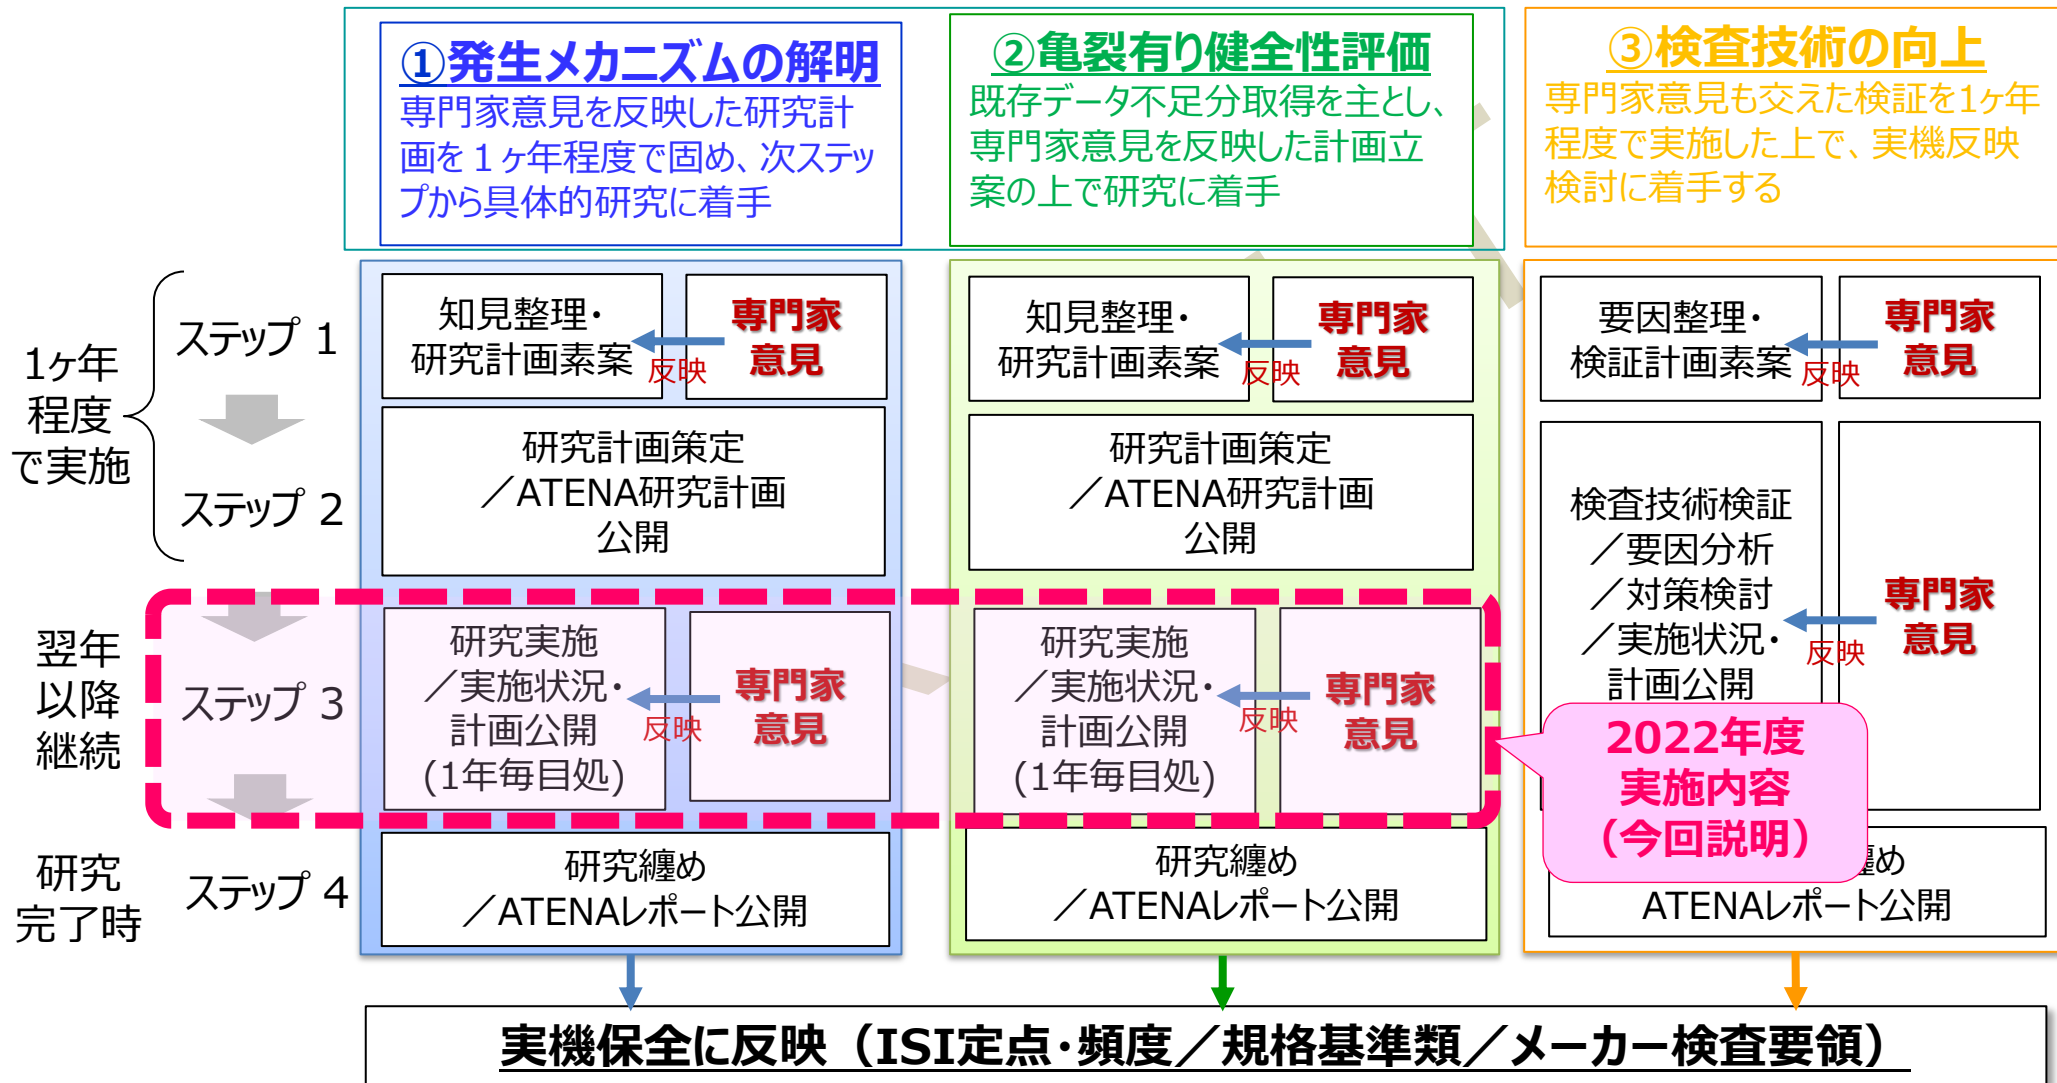 ①発生メカニズムの解明
専門家意見を反映した研究計
画を１ヶ年程度で固め、次ステッ
プから具体的研究に着手
②亀裂有り健全性評価
既存データ不足分取得を主とし、
専門家意見を反映した計画立
案の上で研究に着手
③検査技術の向上
専門家意見も交えた検証を1ヶ年
程度で実施した上で、実機反映
検討に着手する
1ヶ年
程度
で実施
ステップ 1
知見整理・
研究計画素案
反映
専門家
意見
知見整理・
研究計画素案
反映
専門家
意見
要因整理・
検証計画素案
反映
専門家
意見
ステップ 2
研究計画策定
／ATENA研究計画
公開
研究計画策定
／ATENA研究計画
公開
検査技術検証
／要因分析
／対策検討
／実施状況・
計画公開
反映
専門家
意見
翌年
以降
継続
ステップ 3
研究実施
／実施状況・
計画公開
(1年毎目処)
反映
専門家
意見
研究実施
／実施状況・
計画公開
(1年毎目処)
反映
専門家
意見
2022年度
実施内容
（今回説明）
研究
完了時
ステップ 4
研究纏め
／ATENAレポート公開
研究纏め
／ATENAレポート公開
纏め
ATENAレポート公開
実機保全に反映（ISI定点・頻度／規格基準類／メーカー検査要領）